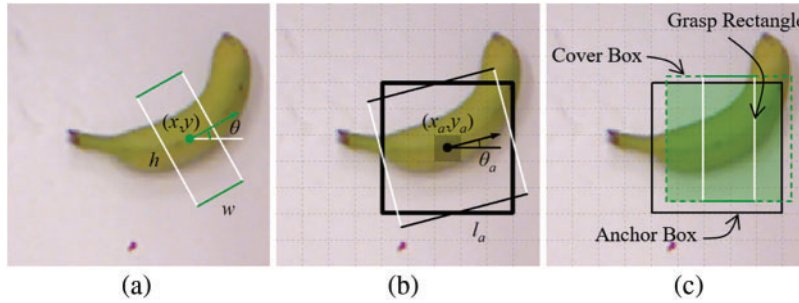 (x,y)
θ
h
w
(a)
(xₐ,yₐ)
θₐ
lₐ
(b)
Grasp Rectangle
Cover Box
Anchor Box
(c)